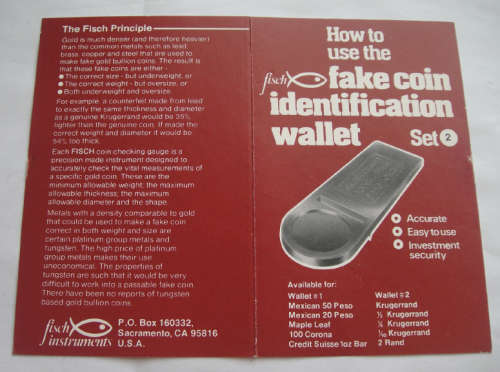 The Fisch Principle
Gold is much denser (and therefore heavier)
than the common metals such as lead,
brass, copper and steel that are used to
make fake gold bullion coins. The result is
that these fake coins are either -
● The correct size - but underweight, or
● The correct weight - but oversize, or
● Both underweight and oversize.
For example, a counterfeit made from lead
to exactly the same thickness and diameter
as a genuine Krugerrand would be 35%
lighter than the genuine coin. If made the
correct weight and diameter it would be
54% too thick.
Each FISCH coin checking gauge is a
precision made instrument designed to
accurately check the vital measurements of
a specific gold coin. These are the
minimum allowable weight; the maximum
allowable thickness; the maximum
allowable diameter and the shape.
Metals with a density comparable to gold
that could be used to make a fake coin
correct in both weight and size are
certain platinum group metals and
tungsten. The high price of platinum
group metals makes their use
uneconomical. The properties of
tungsten are such that it would be very
difficult to work into a passable fake coin.
There have been no reports of tungsten
based gold bullion coins.
fisch
instruments
P.O. Box 160332,
Sacramento, CA 95816
U.S.A.
How to
use the
fisch fake coin
identification
wallet Set 2
Accurate
Easy to use
Investment
security
Available for:
Wallet #1 Wallet #2
Mexican 50 Peso Krugerrand
Mexican 20 Peso ½ Krugerrand
Maple Leaf ¼ Krugerrand
100 Corona ⅒ Krugerrand
Credit Suisse 1oz Bar 2 Rand